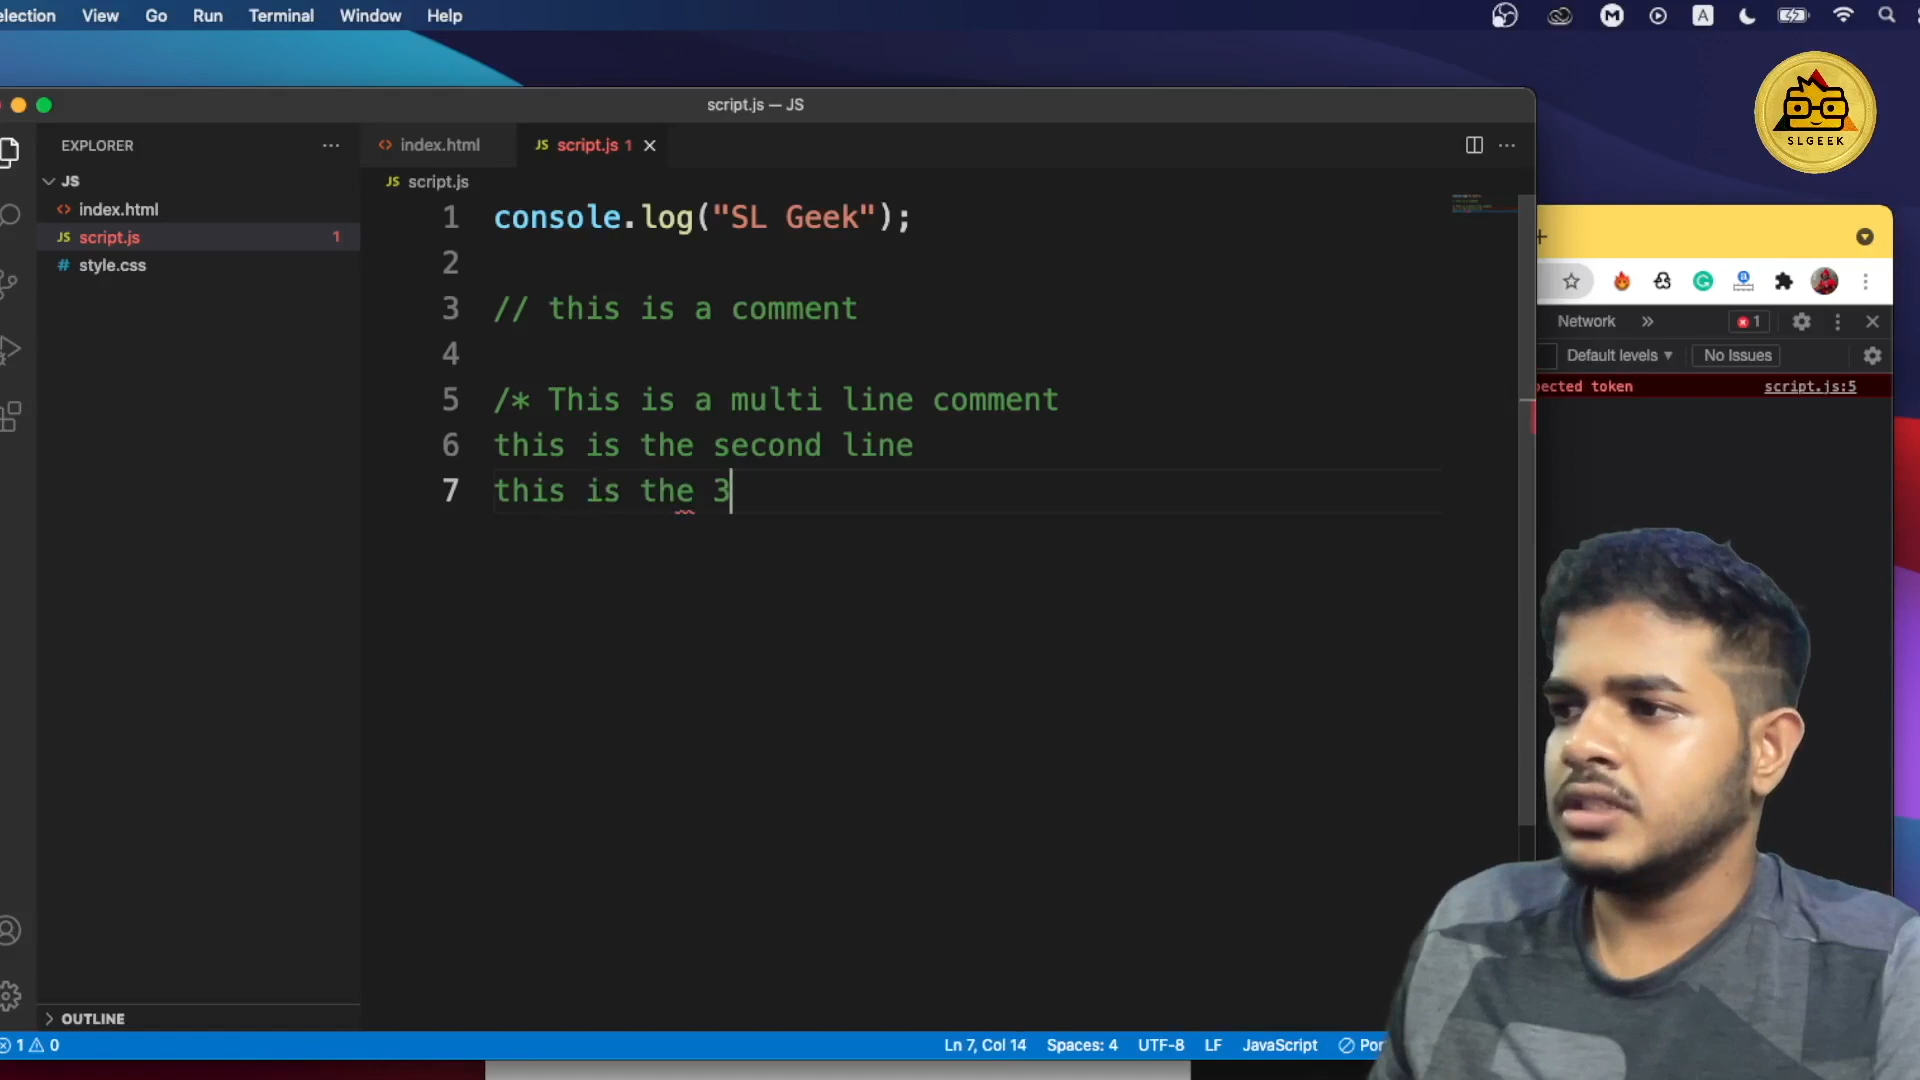 View Go Run Terminal Window Help
A
SLGEEK
script.js — JS
EXPLORER
index.html
JS script.js 1
JS
JS script.js
index.html
JS script.js 1
# style.css
1 console.log("SL Geek");
2
3 // this is a comment
4
5 /* This is a multi line comment
6 this is the second line
7 this is the 3
Network
1
Default levels
No Issues
token
script.js:5
OUTLINE
1 0
Ln 7, Col 14
Spaces: 4
UTF-8
LF
JavaScript